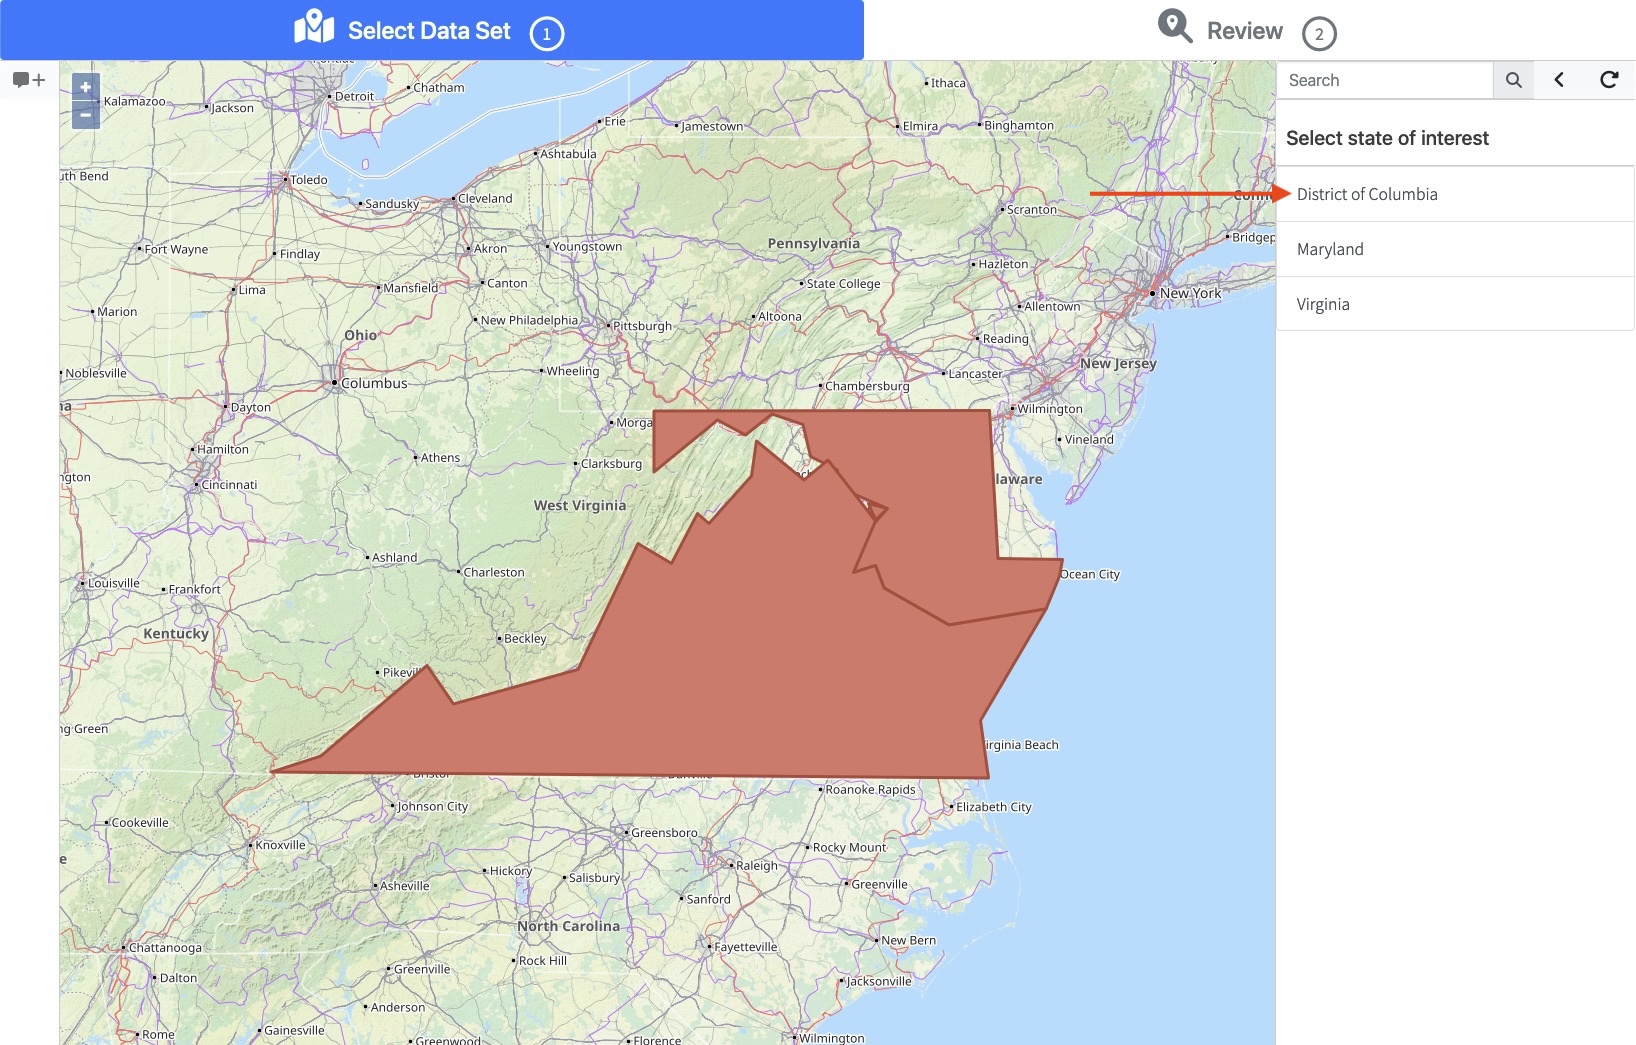 Select Data Set 1
Review 2
Search
Select state of interest
District of Columbia
Maryland
Virginia
Pontiac
Kalamazoo
Jackson
Detroit
Chatham
Ithaca
Erie
Jamestown
Elmira
Binghamton
Ashtabula
uth Bend
Toledo
Sandusky
Cleveland
Scranton
Conn
Bridgep
Fort Wayne
Findlay
Akron
Youngstown
Pennsylvania
Hazleton
Lima
Mansfield
Canton
State College
New York
Marion
New Philadelphia
Pittsburgh
Altoona
Allentown
Ohio
Reading
Noblesville
Columbus
Wheeling
Chambersburg
Lancaster
New Jersey
na
Dayton
Morga
Wilmington
Vineland
Hamilton
Athens
Clarksburg
ngton
Cincinnati
West Virginia
laware
Ashland
Charleston
Ocean City
Louisville
Frankfort
Kentucky
Beckley
Pikevil
ng Green
irginia Beach
Bristol
Danville
Johnson City
Roanoke Rapids
Elizabeth City
Cookeville
Knoxville
Greensboro
Rocky Mount
e
Raleigh
Hickory
Salisbury
Asheville
Greenville
Sanford
North Carolina
Chattanooga
Fayetteville
New Bern
Dalton
Greenville
Rock Hill
Jacksonville
Anderson
Rome
Gainesville
Greenwood
Florence
Wilmington